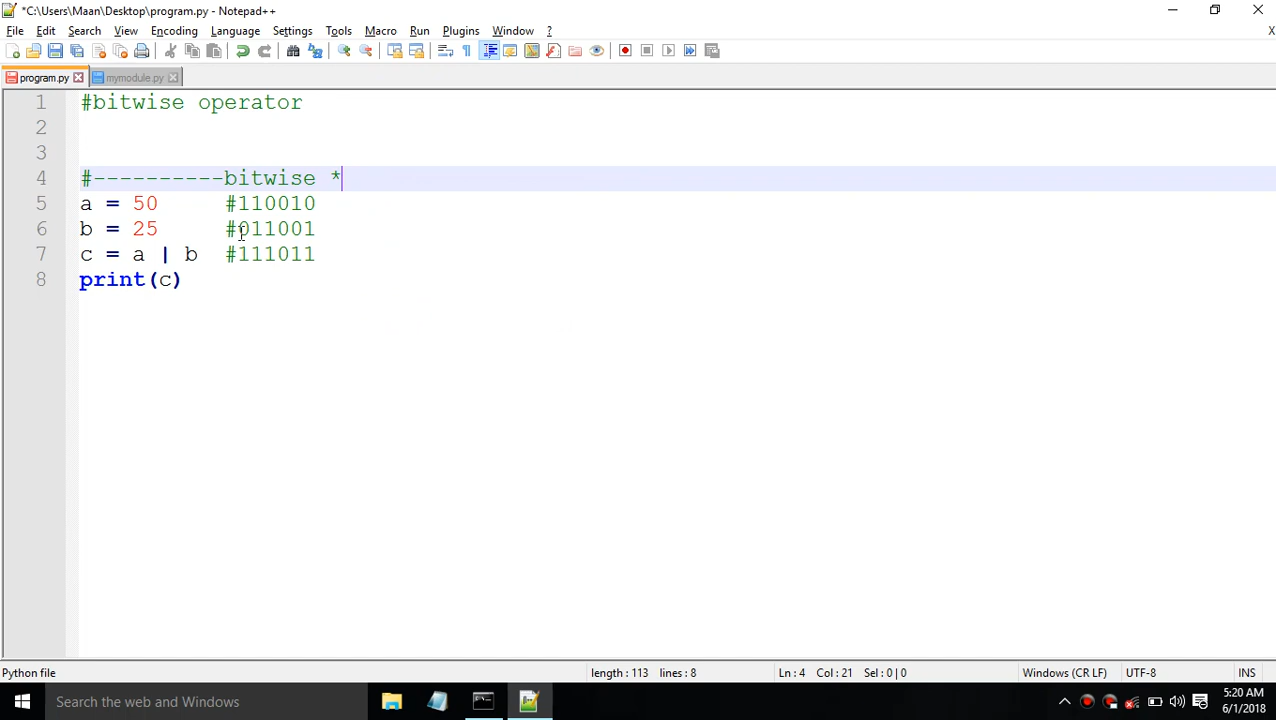 *C:\Users\Maan\Desktop\program.py - Notepad++
File Edit Search View Encoding Language Settings Tools Macro Run Plugins Window ? X
program.py mymodule.py
1 #bitwise operator
2
3
4 #----------bitwise *
5 a = 50 #110010
6 b = 25 #011001
7 c = a | b #111011
8 print(c)
Python file length : 113 lines : 8 Ln : 4 Col : 21 Sel : 0 | 0 Windows (CR LF) UTF-8 INS
Search the web and Windows 5:20 AM
6/1/2018